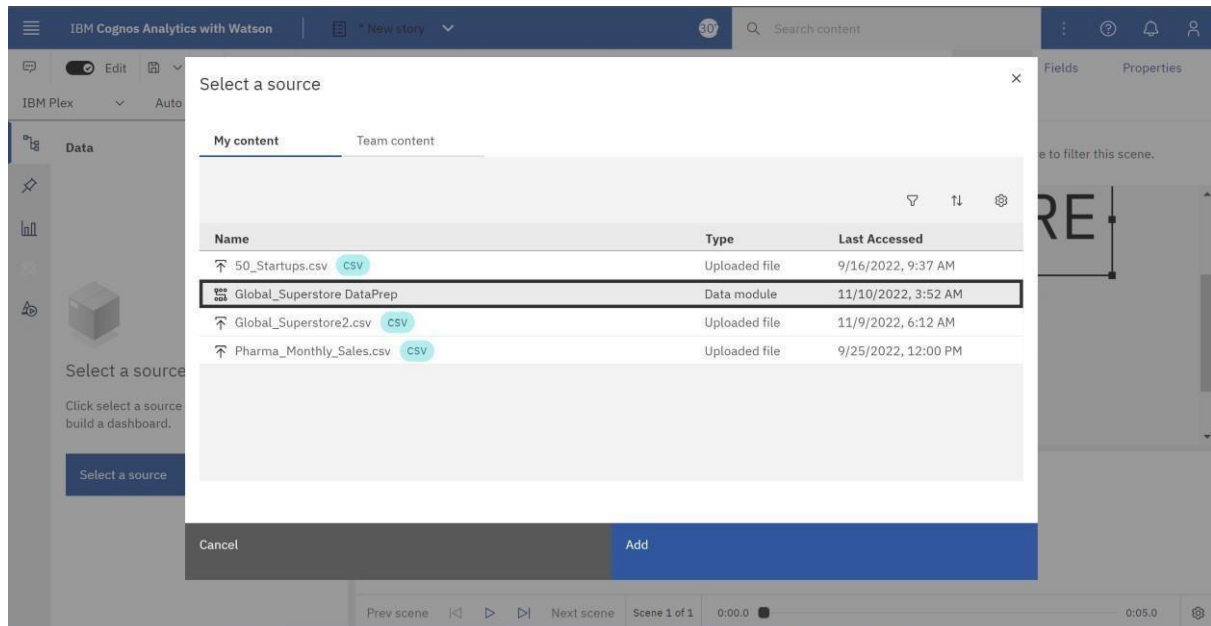 IBM Cognos Analytics with Watson
* New story
30
Search content
Edit
Fields
Properties
IBM Plex
Auto
Data
Select a source
My content
Team content
e to filter this scene.
RE
Name Type Last Accessed
50_Startups.csv CSV Uploaded file 9/16/2022, 9:37 AM
Global_Superstore DataPrep Data module 11/10/2022, 3:52 AM
Global_Superstore2.csv CSV Uploaded file 11/9/2022, 6:12 AM
Pharma_Monthly_Sales.csv CSV Uploaded file 9/25/2022, 12:00 PM
Select a source
Click select a source
build a dashboard.
Select a source
Cancel
Add
Prev scene Next scene Scene 1 of 1 0:00.0 0:05.0